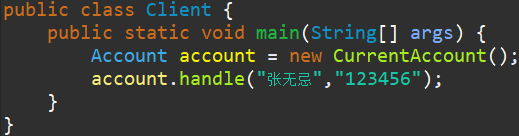 public class Client {
    public static void main(String[] args) {
        Account account = new CurrentAccount();
        account.handle("张无忌","123456");
    }
}